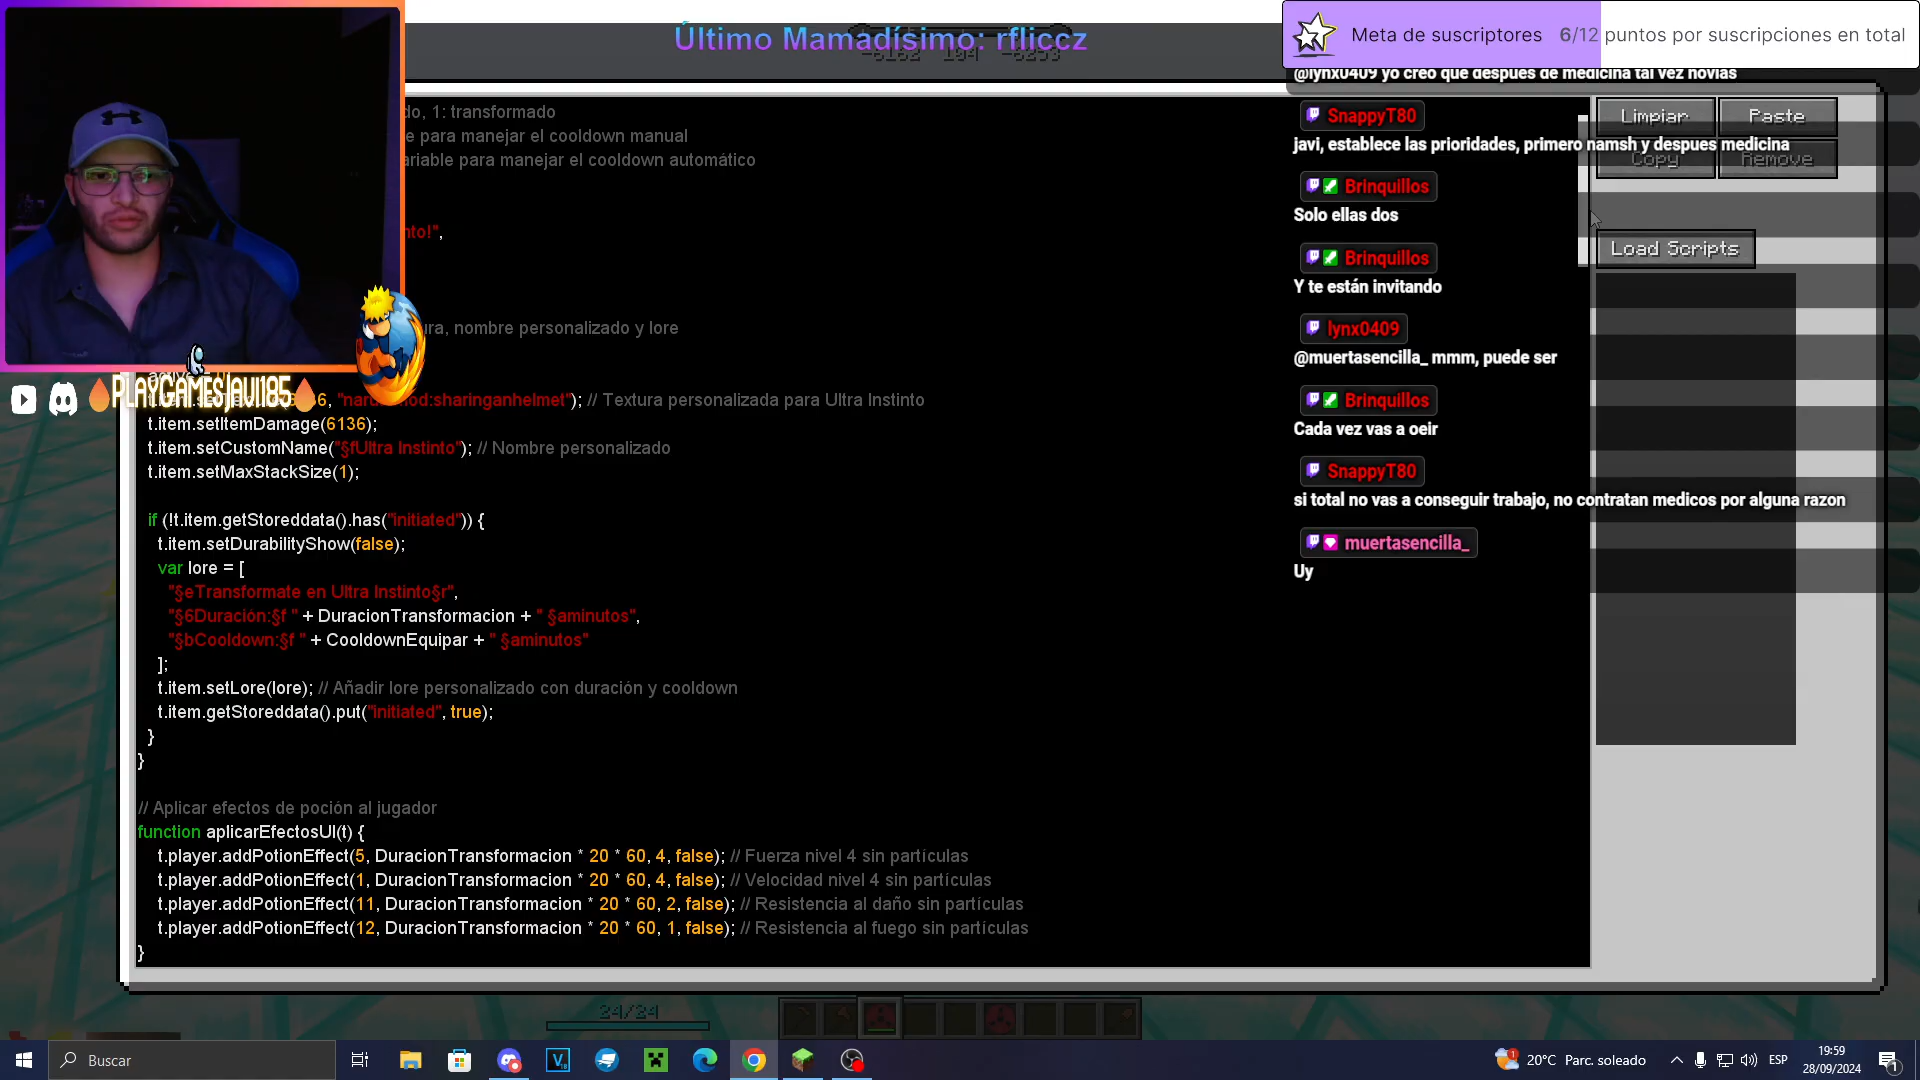 Último Mamadísimo: rfliccz
Meta de suscriptores 6/12 puntos por suscripciones en total
@lynx0409 yo creo que despues de medicina tal vez novias
SnappyT80
javi, establece las prioridades, primero namsh y despues medicina
Brinquillos
Solo ellas dos
Brinquillos
Y te están invitando
lynx0409
@muertasencilla_ mmm, puede ser
Brinquillos
Cada vez vas a oeir
SnappyT80
si total no vas a conseguir trabajo, no contratan medicos por alguna razon
muertasencilla_
Uy
Limpiar Paste
Copy Remove
Load Scripts
do, 1: transformado
e para manejar el cooldown manual
ariable para manejar el cooldown automático
nto!",
ura, nombre personalizado y lore
PLAYGAMESJAVI185
mod:sharinganhelmet"); // Textura personalizada para Ultra Instinto
t.item.setItemDamage(6136);
t.item.setCustomName("§fUltra Instinto"); // Nombre personalizado
t.item.setMaxStackSize(1);
if (!t.item.getStoreddata().has("initiated")) {
t.item.setDurabilityShow(false);
var lore = [
"§eTransformate en Ultra Instinto§r",
"§6Duración:§f " + DuracionTransformacion + " §aminutos",
"§bCooldown:§f " + CooldownEquipar + " §aminutos"
];
t.item.setLore(lore); // Añadir lore personalizado con duración y cooldown
t.item.getStoreddata().put("initiated", true);
}
}
// Aplicar efectos de poción al jugador
function aplicarEfectosUI(t) {
t.player.addPotionEffect(5, DuracionTransformacion * 20 * 60, 4, false); // Fuerza nivel 4 sin partículas
t.player.addPotionEffect(1, DuracionTransformacion * 20 * 60, 4, false); // Velocidad nivel 4 sin partículas
t.player.addPotionEffect(11, DuracionTransformacion * 20 * 60, 2, false); // Resistencia al daño sin partículas
t.player.addPotionEffect(12, DuracionTransformacion * 20 * 60, 1, false); // Resistencia al fuego sin partículas
}
24/24
Buscar
20°C Parc. soleado
ESP
19:59
28/09/2024